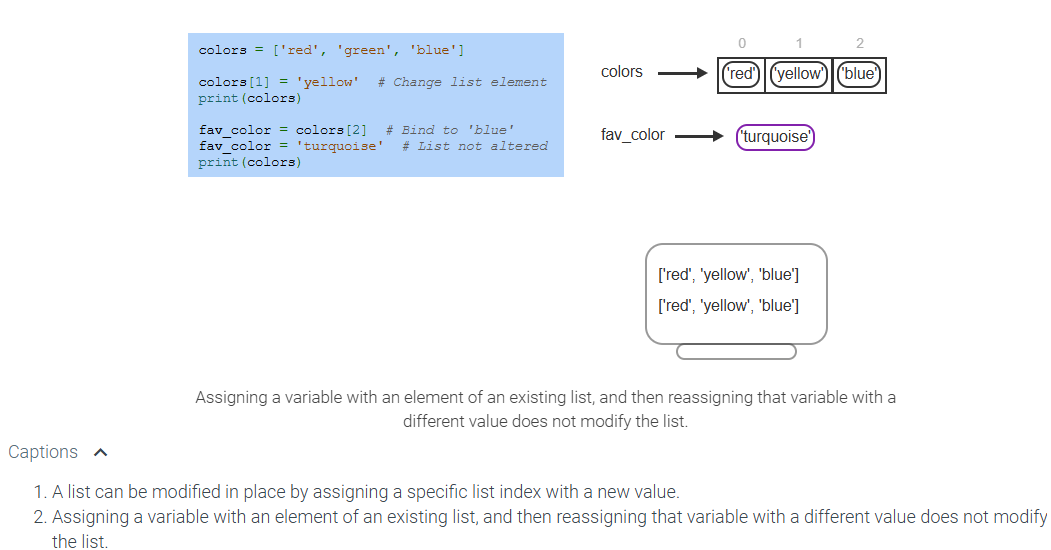 colors = ['red', 'green', 'blue']
colors[1] = 'yellow'  # Change list element
print(colors)
fav_color = colors[2]  # Bind to 'blue'
fav_color = 'turquoise'  # List not altered
print(colors)
0 1 2
colors 'red' 'yellow' 'blue'
fav_color 'turquoise'
['red', 'yellow', 'blue']
['red', 'yellow', 'blue']
Assigning a variable with an element of an existing list, and then reassigning that variable with a
different value does not modify the list.
Captions
1. A list can be modified in place by assigning a specific list index with a new value.
2. Assigning a variable with an element of an existing list, and then reassigning that variable with a different value does not modify
the list.